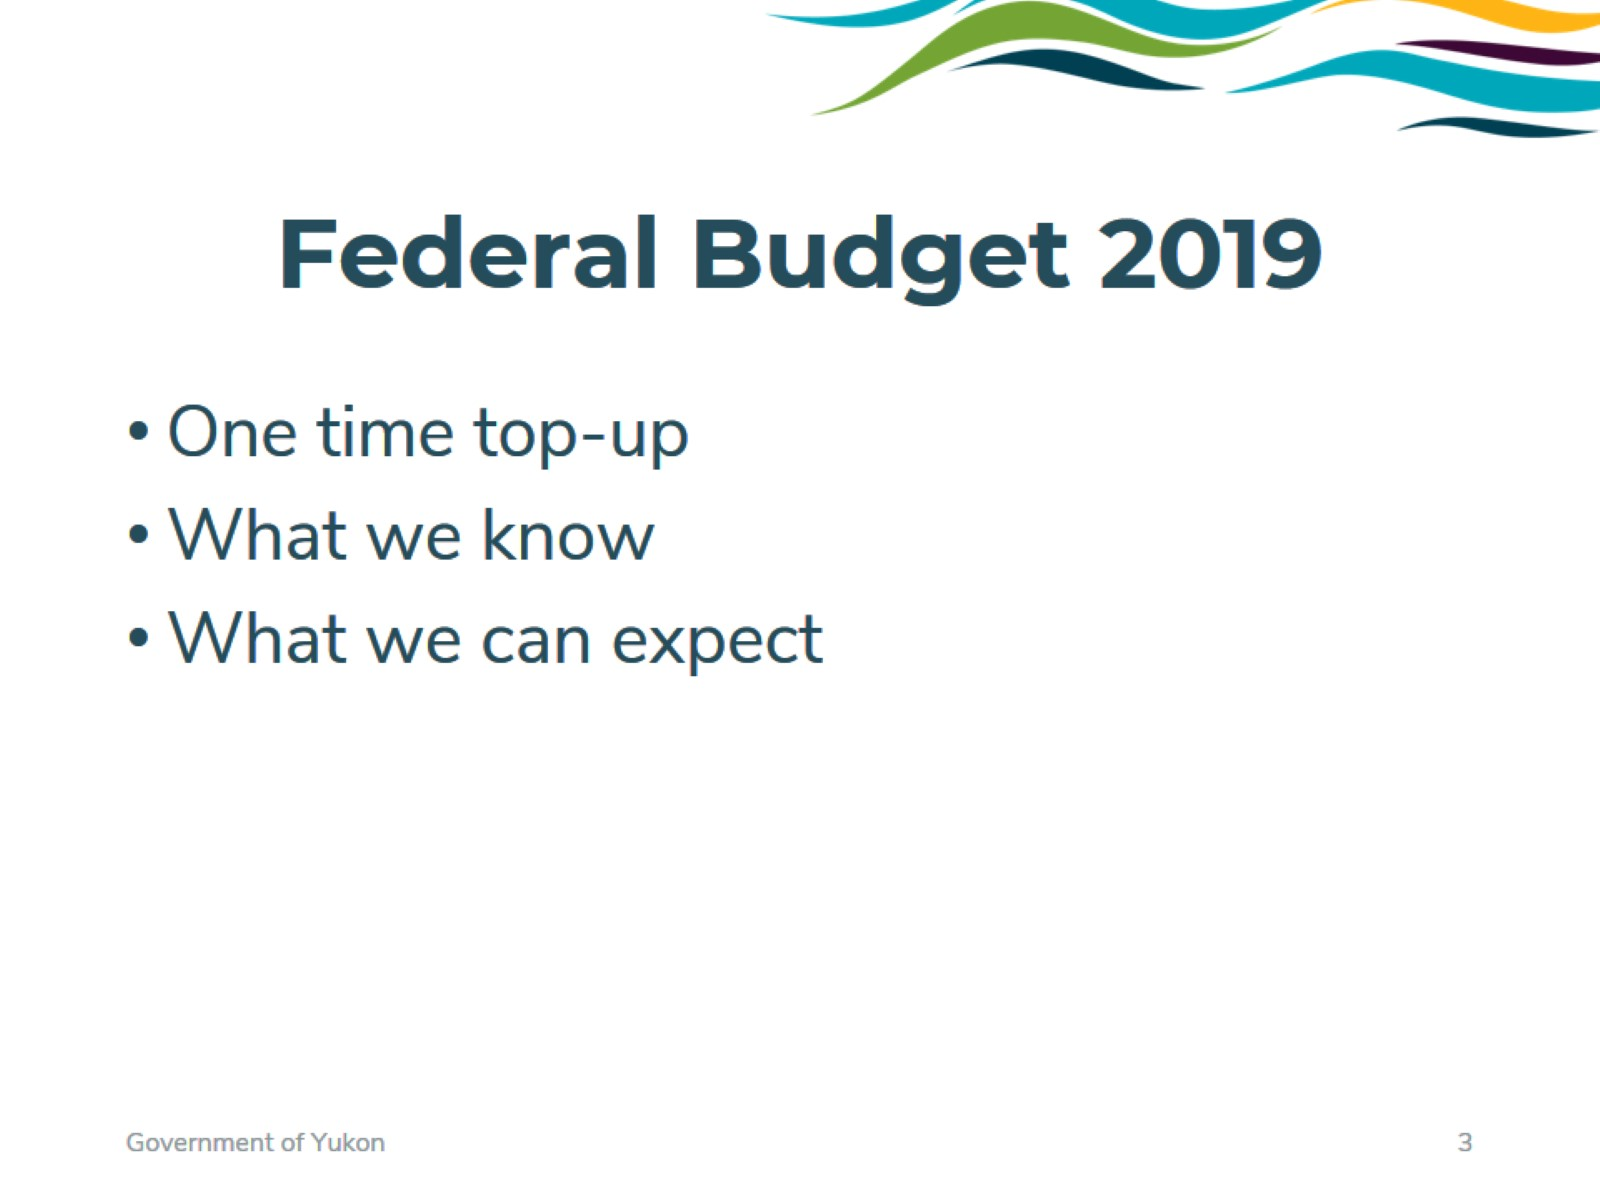 Federal Budget 2019
• One time top-up
• What we know
• What we can expect
Government of Yukon
3